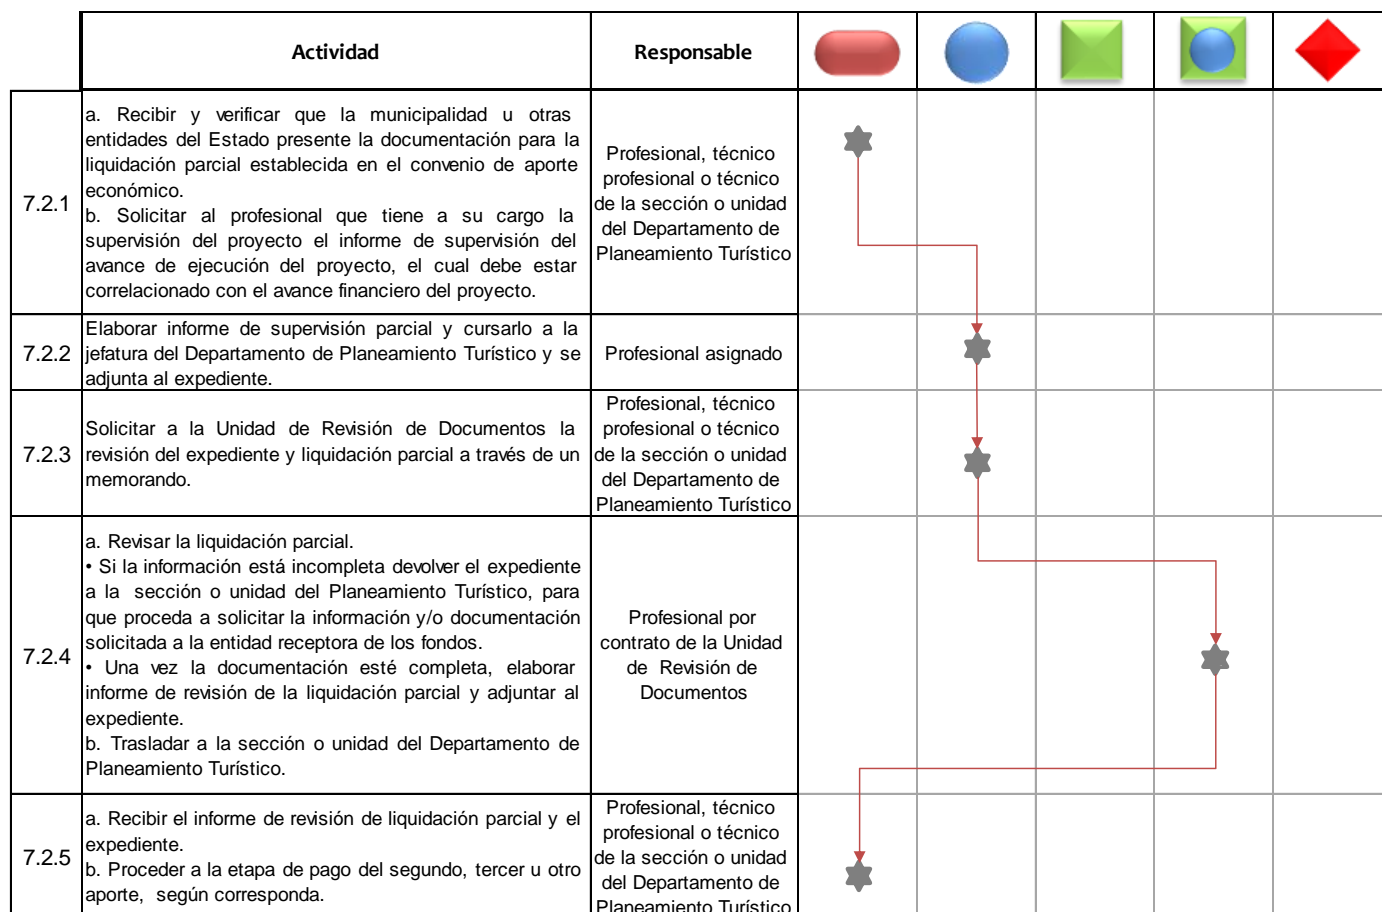 Actividad
Responsable
7.2.1
a. Recibir y verificar que la municipalidad u otras
entidades del Estado presente la documentación para la
liquidación parcial establecida en el convenio de aporte
económico.
b. Solicitar al profesional que tiene a su cargo la
supervisión del proyecto el informe de supervisión del
avance de ejecución del proyecto, el cual debe estar
correlacionado con el avance financiero del proyecto.
Profesional, técnico
profesional o técnico
de la sección o unidad
del Departamento de
Planeamiento Turístico
7.2.2
Elaborar informe de supervisión parcial y cursarlo a la
jefatura del Departamento de Planeamiento Turístico y se
adjunta al expediente.
Profesional asignado
7.2.3
Solicitar a la Unidad de Revisión de Documentos la
revisión del expediente y liquidación parcial a través de un
memorando.
Profesional, técnico
profesional o técnico
de la sección o unidad
del Departamento de
Planeamiento Turístico
7.2.4
a. Revisar la liquidación parcial.
• Si la información está incompleta devolver el expediente
a la sección o unidad del Planeamiento Turístico, para
que proceda a solicitar la información y/o documentación
solicitada a la entidad receptora de los fondos.
• Una vez la documentación esté completa, elaborar
informe de revisión de la liquidación parcial y adjuntar al
expediente.
b. Trasladar a la sección o unidad del Departamento de
Planeamiento Turístico.
Profesional por
contrato de la Unidad
de Revisión de
Documentos
7.2.5
a. Recibir el informe de revisión de liquidación parcial y el
expediente.
b. Proceder a la etapa de pago del segundo, tercer u otro
aporte, según corresponda.
Profesional, técnico
profesional o técnico
de la sección o unidad
del Departamento de
Planeamiento Turístico